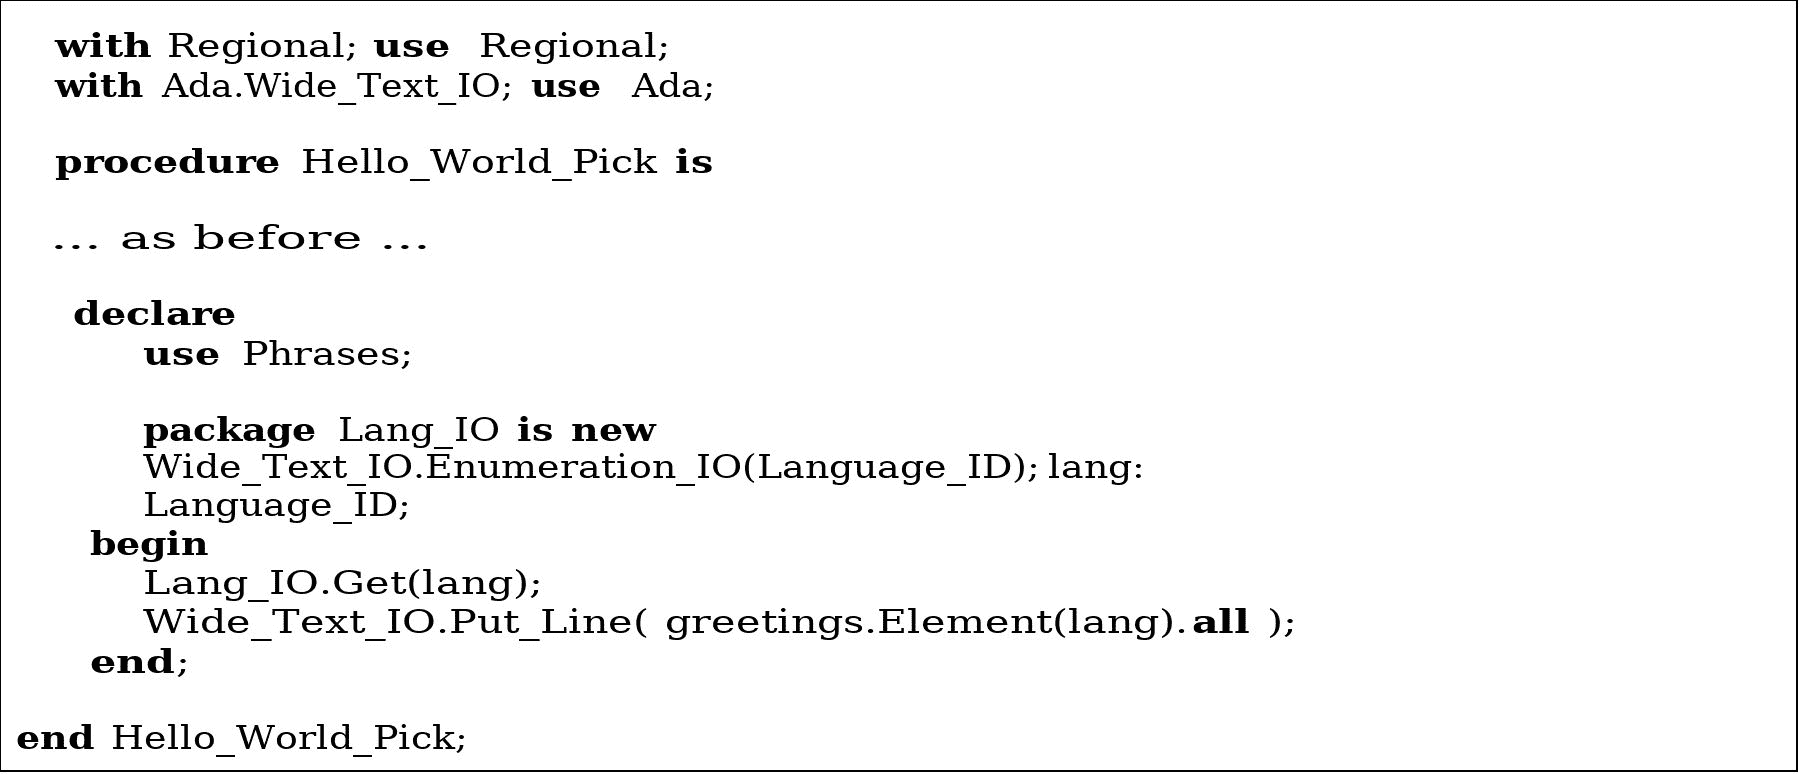 with Regional; use Regional;
with Ada.Wide_Text_IO; use Ada;
procedure Hello_World_Pick is
... as before ...
declare
use Phrases;
package Lang_IO is new
Wide_Text_IO.Enumeration_IO(Language_ID); lang:
Language_ID;
begin
Lang_IO.Get(lang);
Wide_Text_IO.Put_Line( greetings.Element(lang).all );
end;
end Hello_World_Pick;